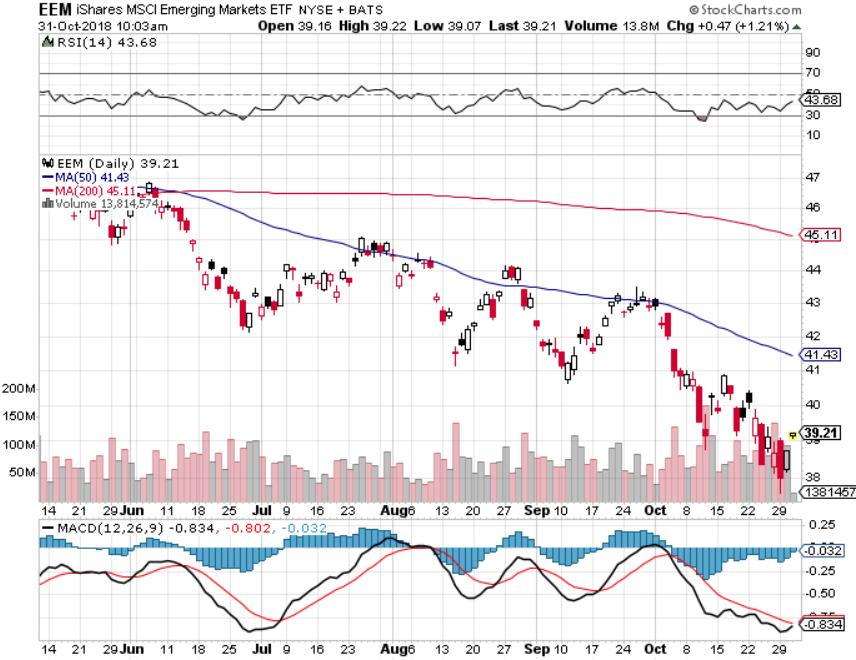 EEM iShares MSCI Emerging Markets ETF NYSE + BATS
© StockCharts.com
31-Oct-2018 10:03am
Open 39.16 High 39.22 Low 39.07 Last 39.21 Volume 13.8M Chg +0.47 (+1.21%)
RSI(14) 43.68
90
70
50
43.68
30
10
EEM (Daily) 39.21
MA(50) 41.43
MA(200) 45.11
Volume 13,814,574
47
46
45.11
44
43
42
41.43
41
40
39.21
39
38
1381457
200M
150M
100M
50M
14 21 29 Jun 11 18 25 Jul 9 16 23 Aug 6 13 20 27 Sep 10 17 24 Oct 8 15 22 29
MACD(12,26,9) -0.834, -0.802, -0.032
0.25
-0.032
-0.25
-0.50
-0.75
-0.834
14 21 29 Jun 11 18 25 Jul 9 16 23 Aug 6 13 20 27 Sep 10 17 24 Oct 8 15 22 29